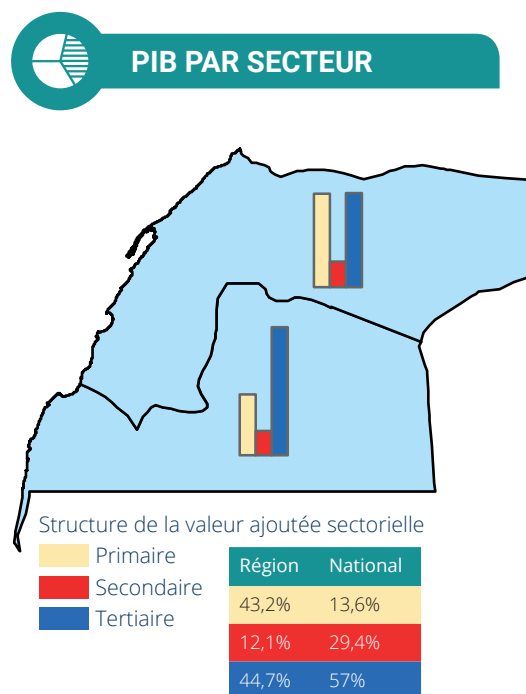 PIB PAR SECTEUR
Structure de la valeur ajoutée sectorielle
Primaire
Secondaire
Tertiaire
Région National
43,2% 13,6%
12,1% 29,4%
44,7% 57%